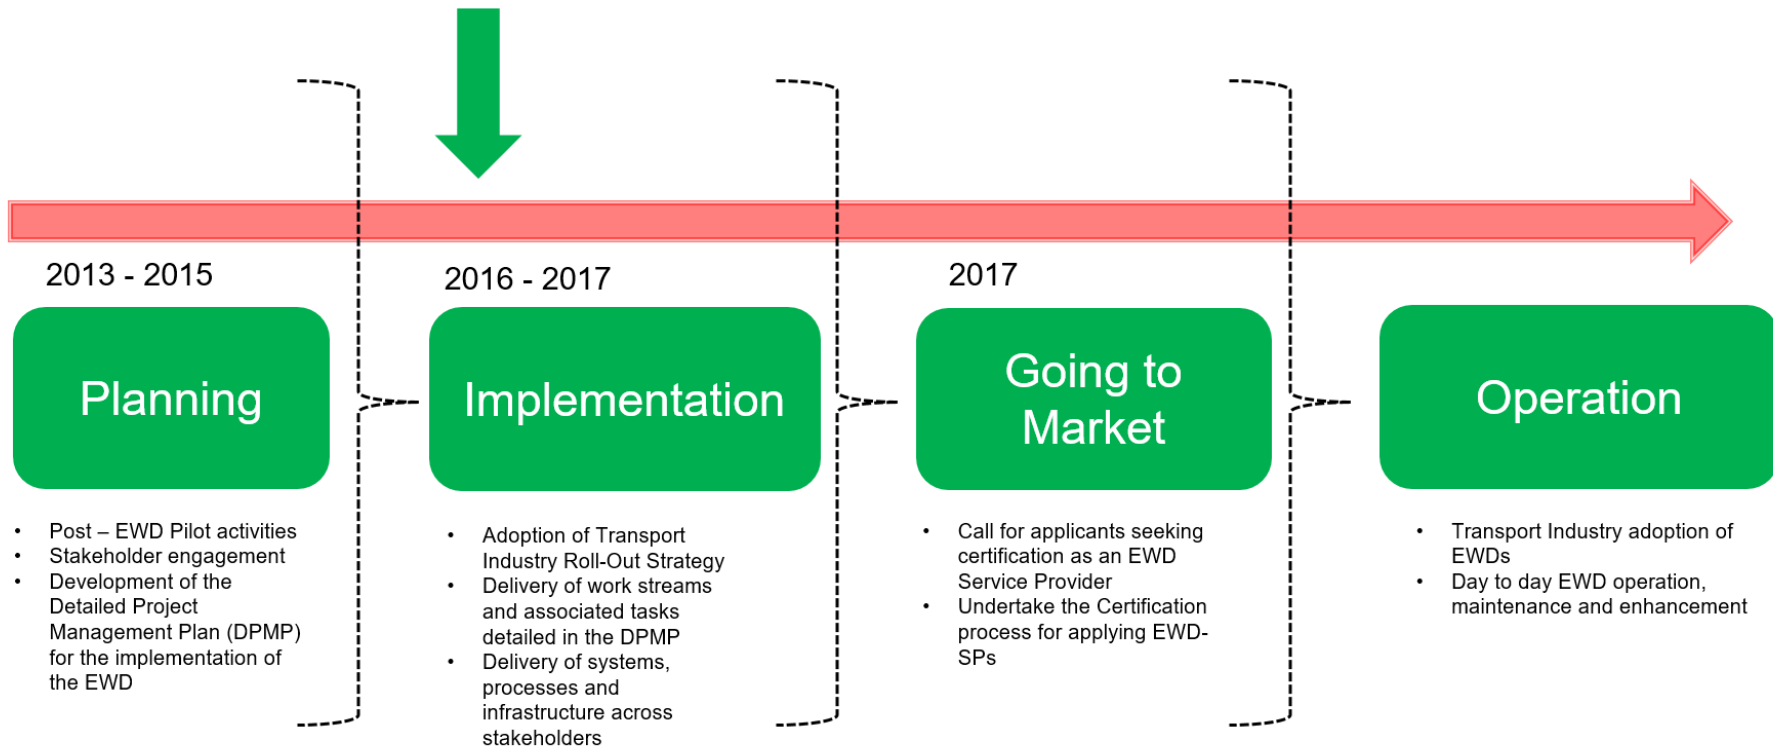 2013 - 2015
Planning
• Post – EWD Pilot activities
• Stakeholder engagement
• Development of the
Detailed Project
Management Plan (DPMP)
for the implementation of
the EWD
2016 - 2017
Implementation
• Adoption of Transport
Industry Roll-Out Strategy
• Delivery of work streams
and associated tasks
detailed in the DPMP
• Delivery of systems,
processes and
infrastructure across
stakeholders
2017
Going to
Market
• Call for applicants seeking
certification as an EWD
Service Provider
• Undertake the Certification
process for applying EWD-
SPs
Operation
• Transport Industry adoption of
EWDs
• Day to day EWD operation,
maintenance and enhancement